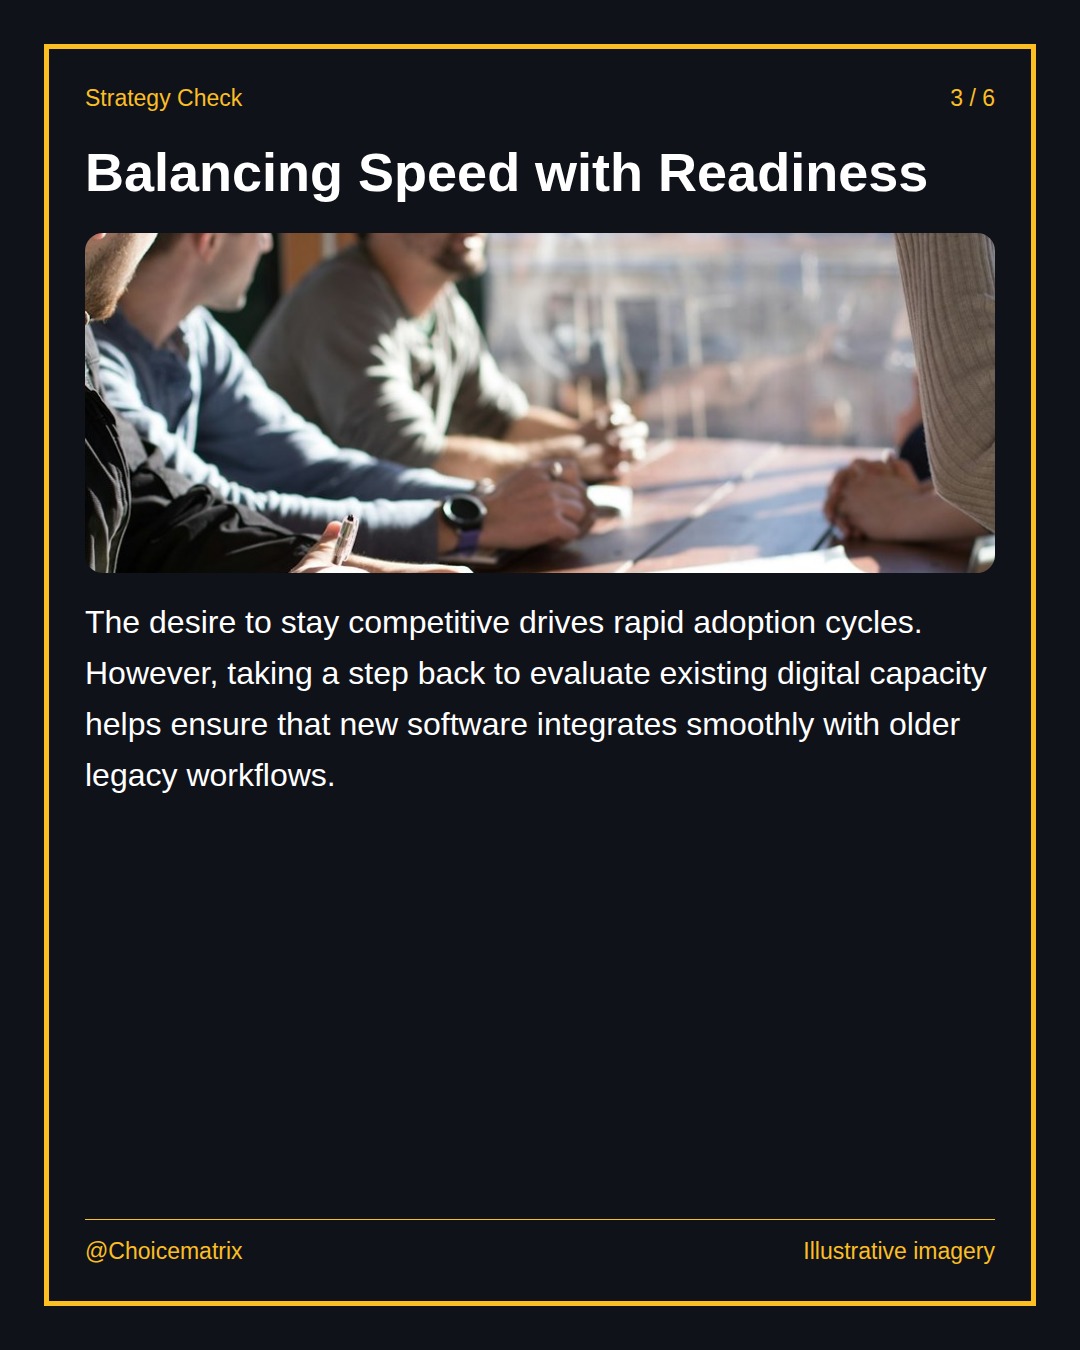 Strategy Check
3 / 6
Balancing Speed with Readiness
The desire to stay competitive drives rapid adoption cycles.
However, taking a step back to evaluate existing digital capacity
helps ensure that new software integrates smoothly with older
legacy workflows.
@Choicematrix
Illustrative imagery